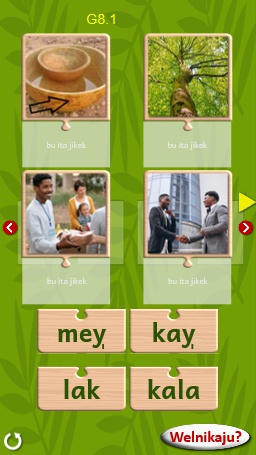 G8.1
bu ita jikek
bu ita jikek
bu ita jikek
bu ita jikek
mey̩
kay̩
lak
kala
Welnikaju?